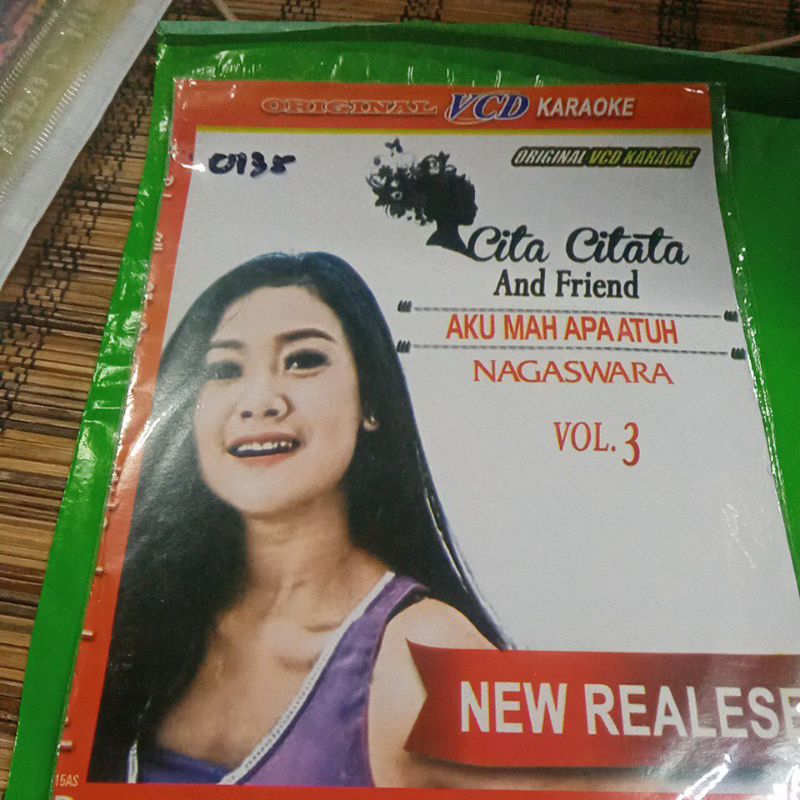 ORIGINAL VCD KARAOKE
0135
ORIGINAL VCD KARAOKE
Cita Citata
And Friend
AKU MAH APA ATUH
NAGASWARA
VOL. 3
NEW REALESE
15AS